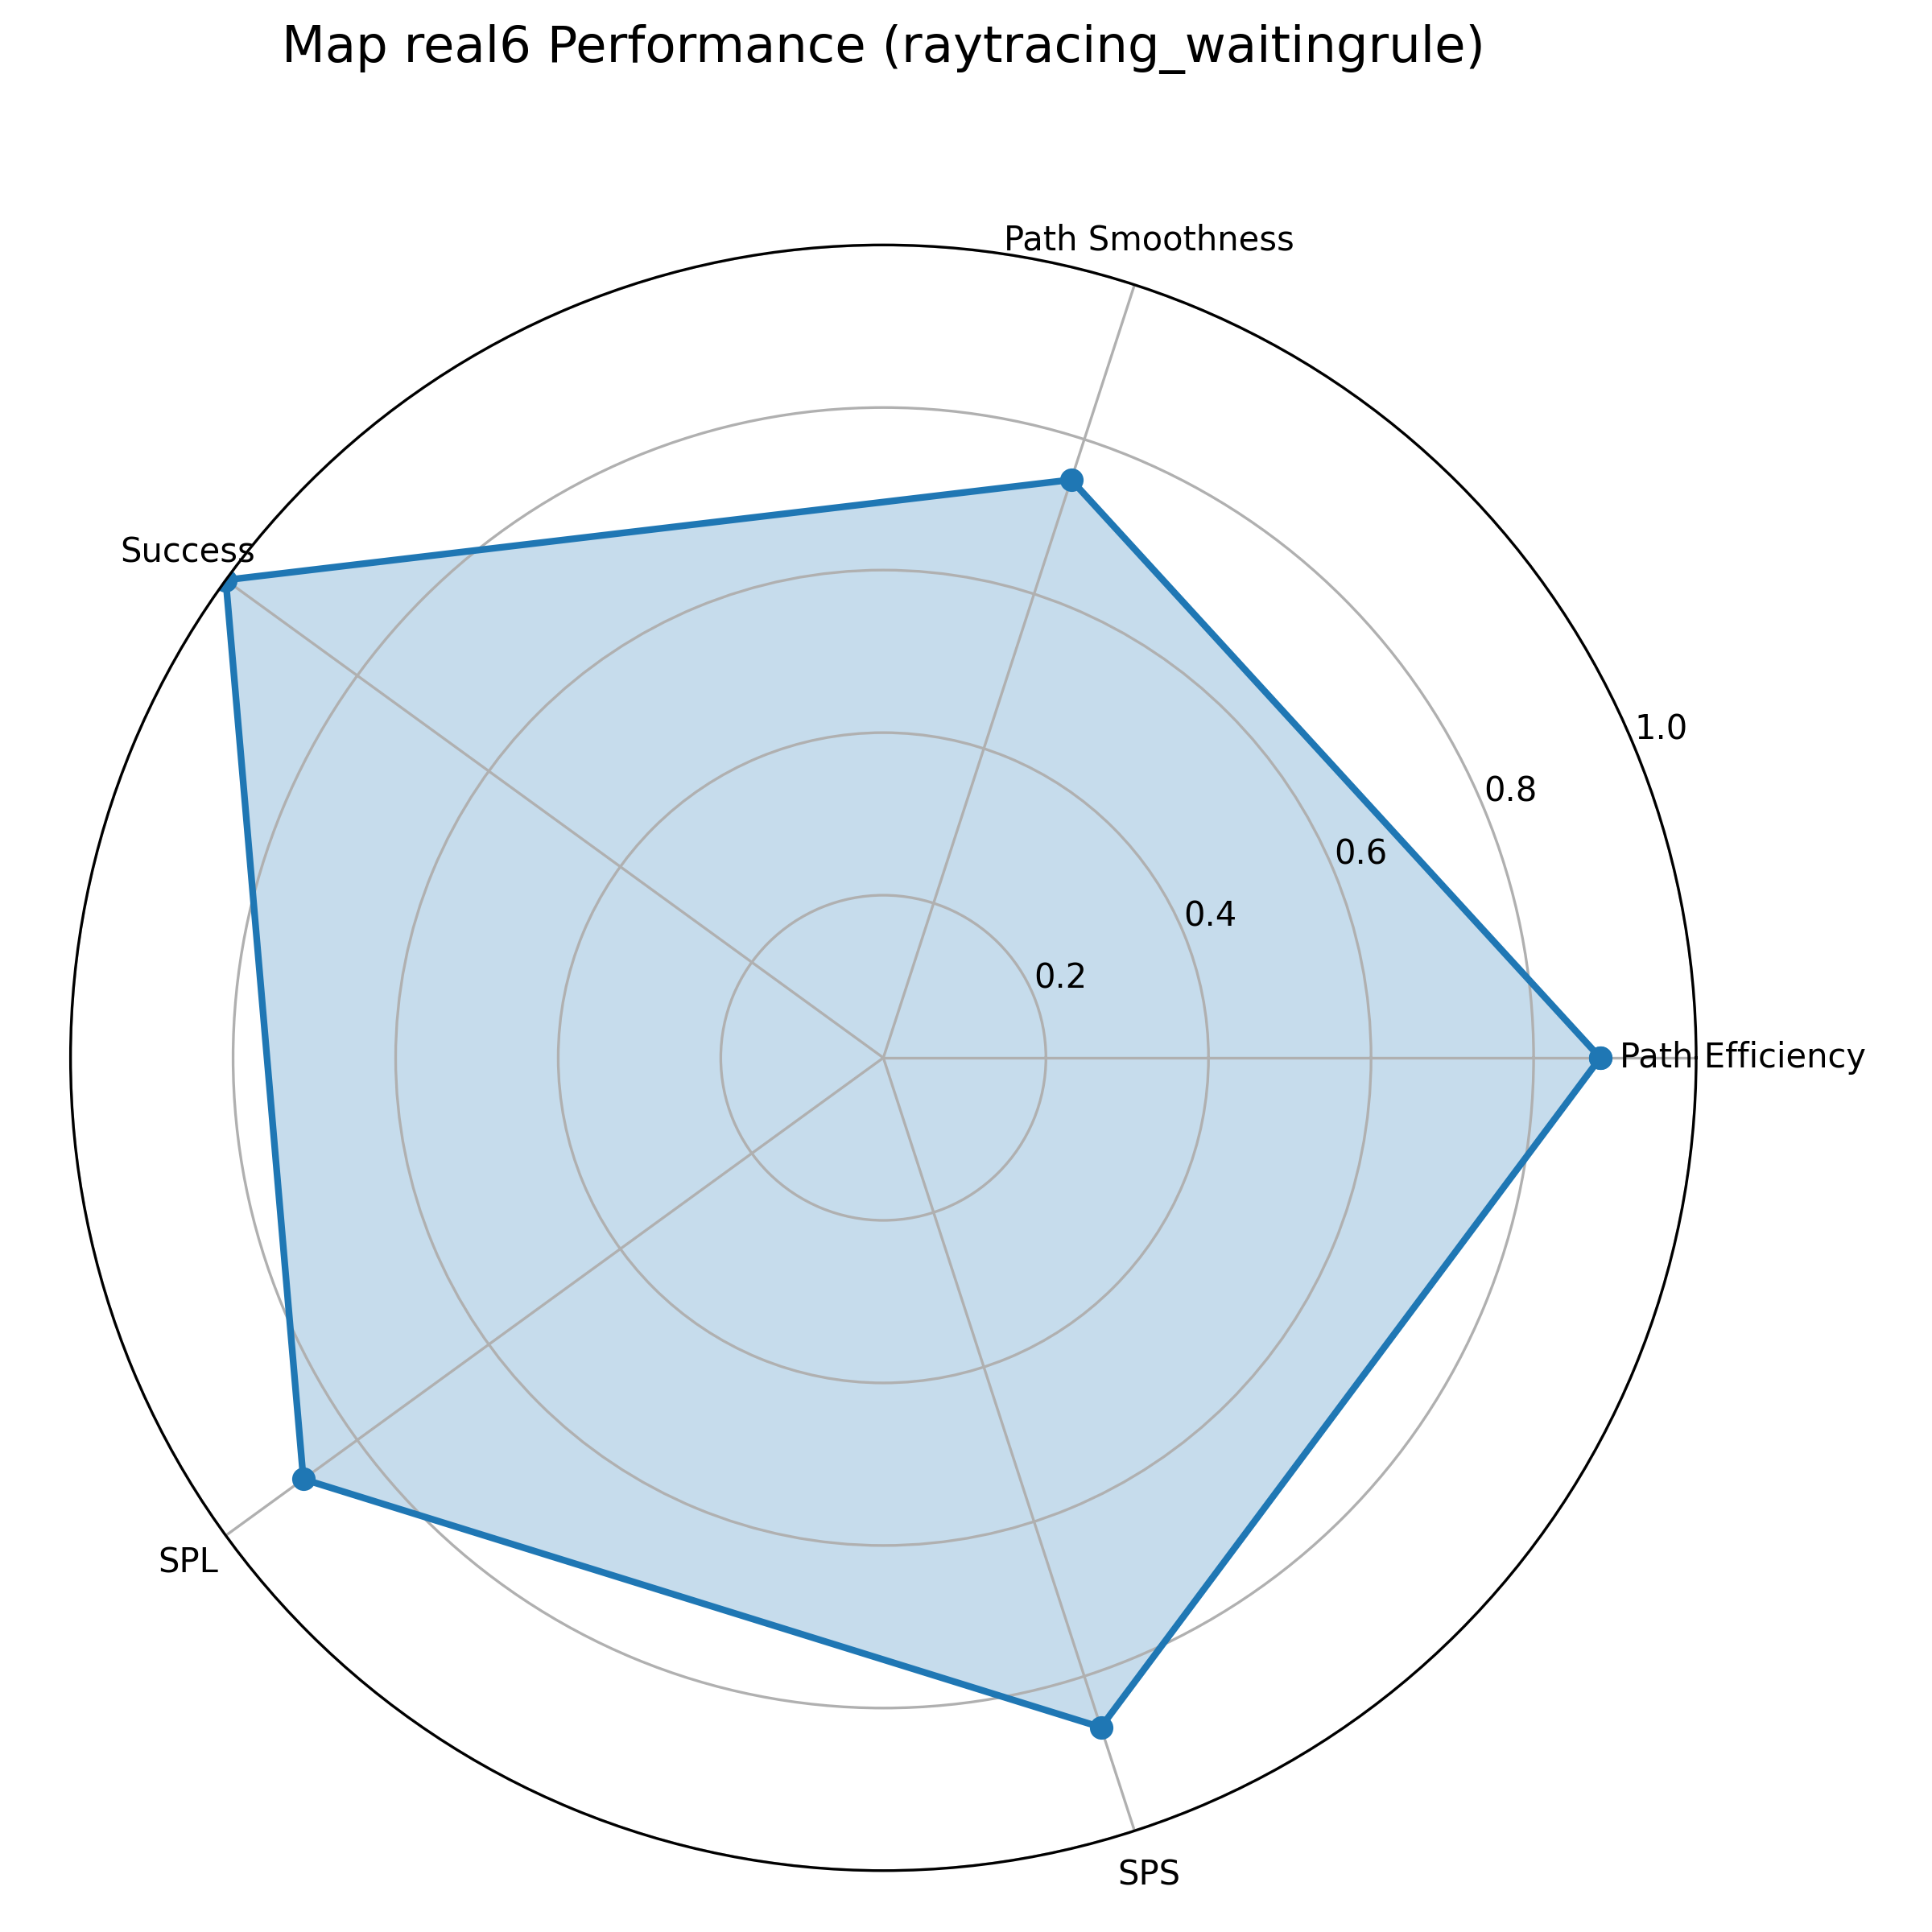 Map real6 Performance (raytracing_waitingrule)
Path Smoothness
Success
1.0
0.8
0.6
0.4
0.2
Path Efficiency
SPL
SPS